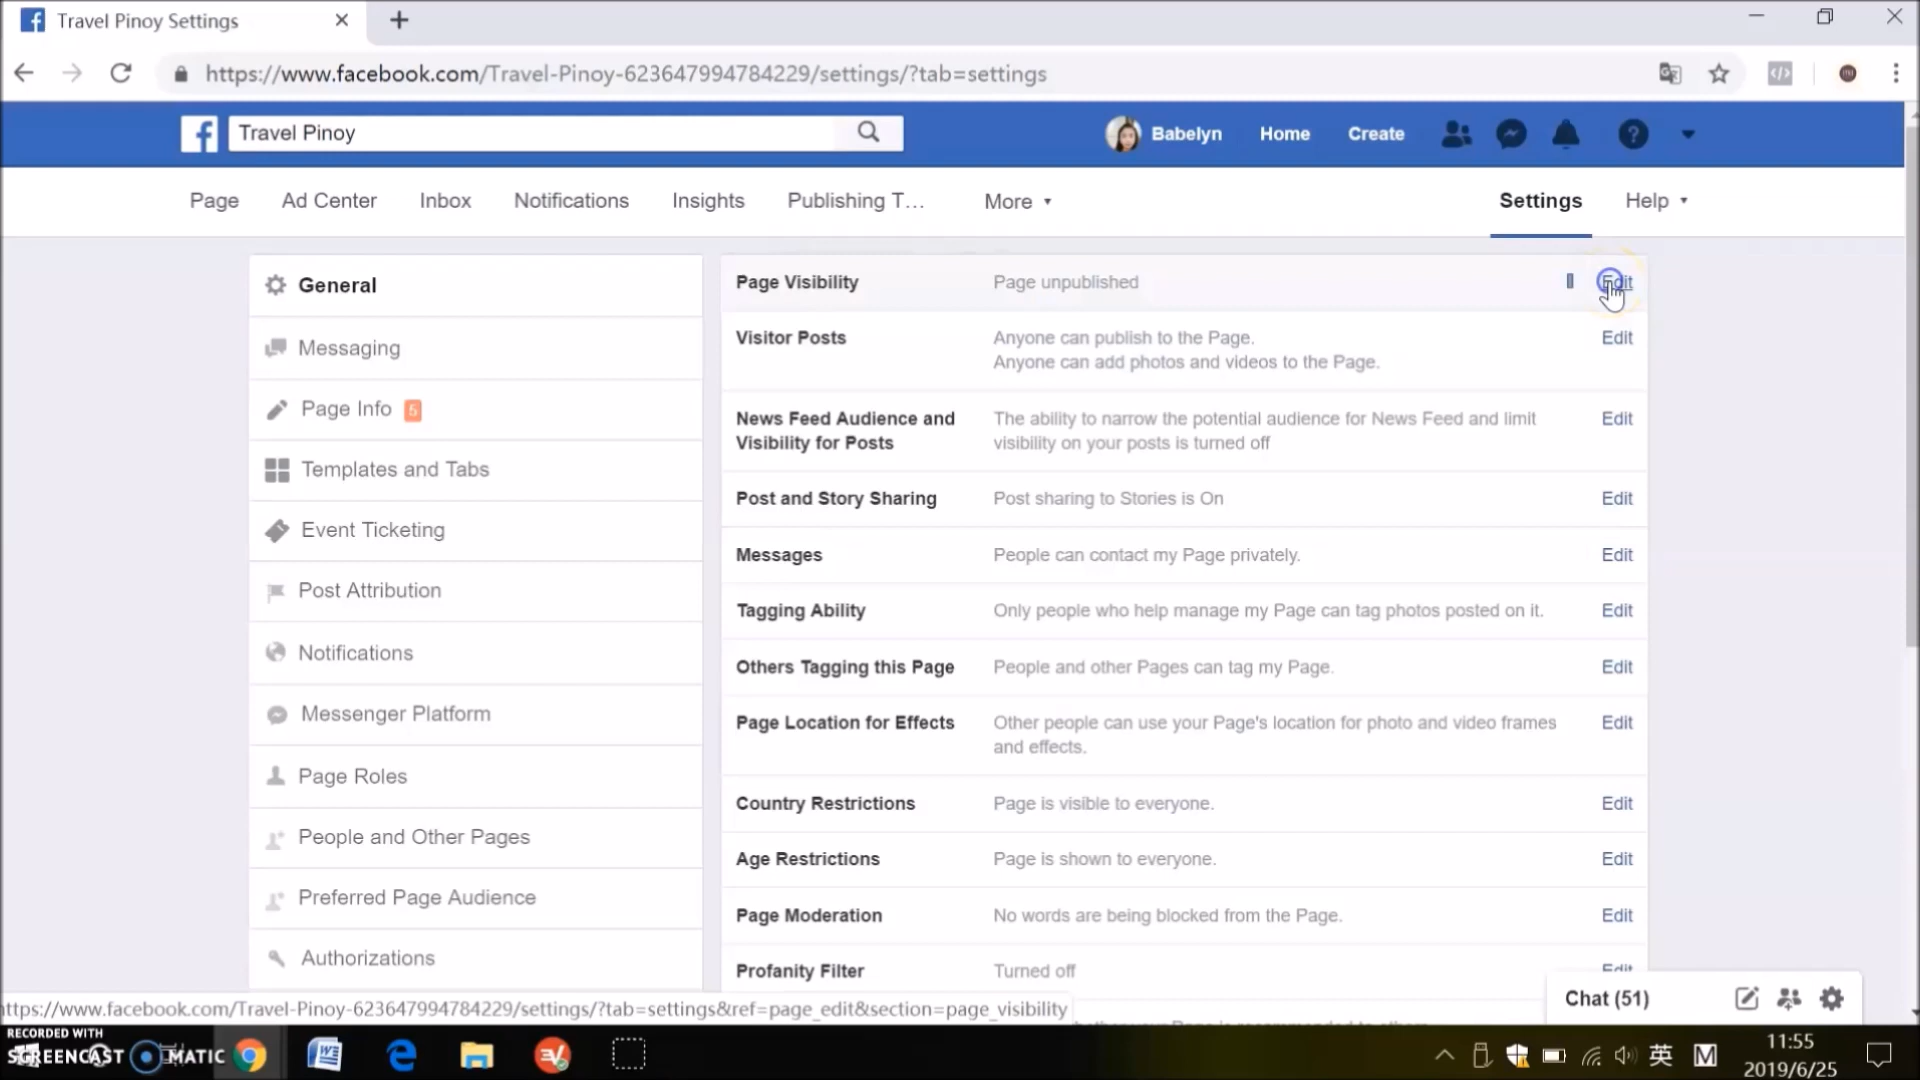 Travel Pinoy Settings
https://www.facebook.com/Travel-Pinoy-623647994784229/settings/?tab=settings
Travel Pinoy
Babelyn
Home
Create
Page
Ad Center
Inbox
Notifications
Insights
Publishing T…
More
Settings
Help
General
Messaging
Page Info 5
Templates and Tabs
Event Ticketing
Post Attribution
Notifications
Messenger Platform
Page Roles
People and Other Pages
Preferred Page Audience
Authorizations
Page Visibility
Page unpublished
Edit
Visitor Posts
Anyone can publish to the Page.
Anyone can add photos and videos to the Page.
Edit
News Feed Audience and
Visibility for Posts
The ability to narrow the potential audience for News Feed and limit
visibility on your posts is turned off
Edit
Post and Story Sharing
Post sharing to Stories is On
Edit
Messages
People can contact my Page privately.
Edit
Tagging Ability
Only people who help manage my Page can tag photos posted on it.
Edit
Others Tagging this Page
People and other Pages can tag my Page.
Edit
Page Location for Effects
Other people can use your Page's location for photo and video frames
and effects.
Edit
Country Restrictions
Page is visible to everyone.
Edit
Age Restrictions
Page is shown to everyone.
Edit
Page Moderation
No words are being blocked from the Page.
Edit
Profanity Filter
Turned off
Edit
Chat (51)
ttps://www.facebook.com/Travel-Pinoy-623647994784229/settings/?tab=settings&ref=page_edit&section=page_visibility
RECORDED WITH
SCREENCAST MATIC
英
M
11:55
2019/6/25